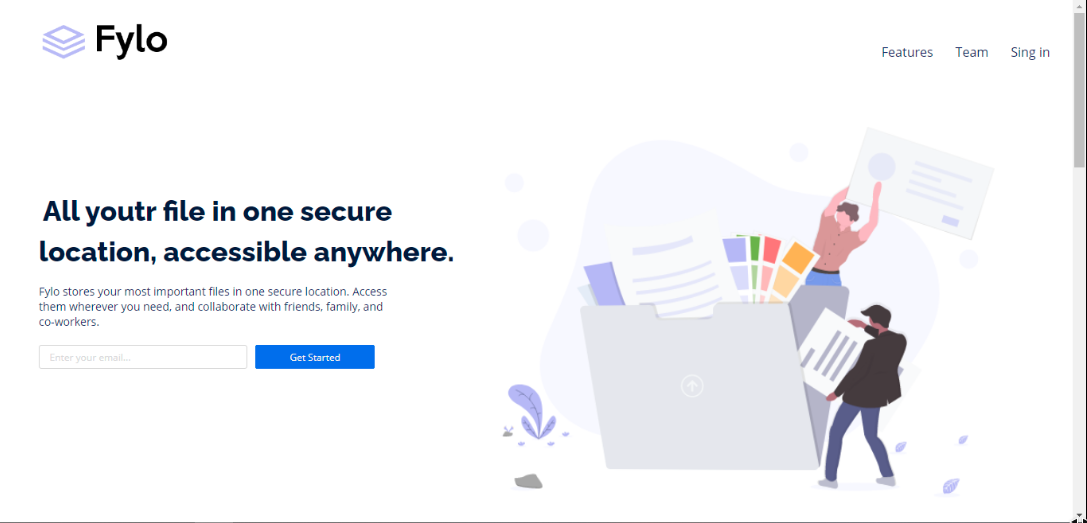 Fylo
Features Team Sing in
All youtr file in one secure
location, accessible anywhere.
Fylo stores your most important files in one secure location. Access
them wherever you need, and collaborate with friends, family, and
co-workers.
Enter your email...
Get Started